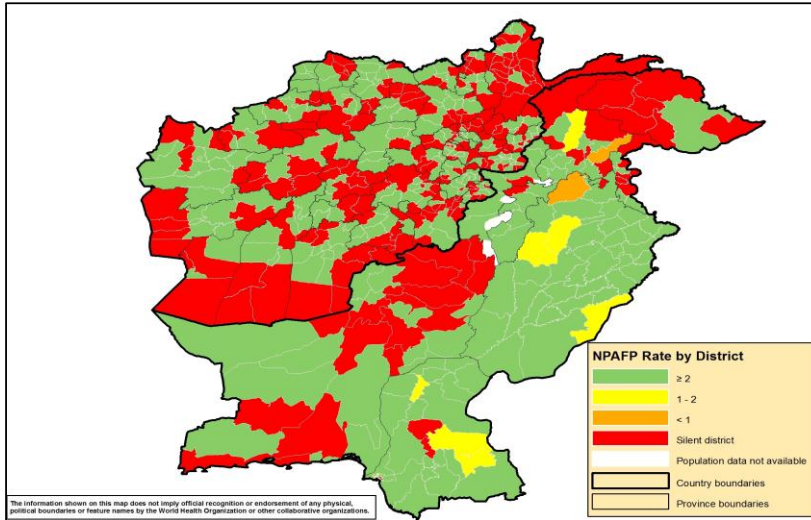 NPAFP Rate by District
≥ 2
1 - 2
< 1
Silent district
Population data not available
Country boundaries
Province boundaries
The information shown on this map does not imply official recognition or endorsement of any physical,
political boundaries or feature names by the World Health Organization or other collaborative organizations.